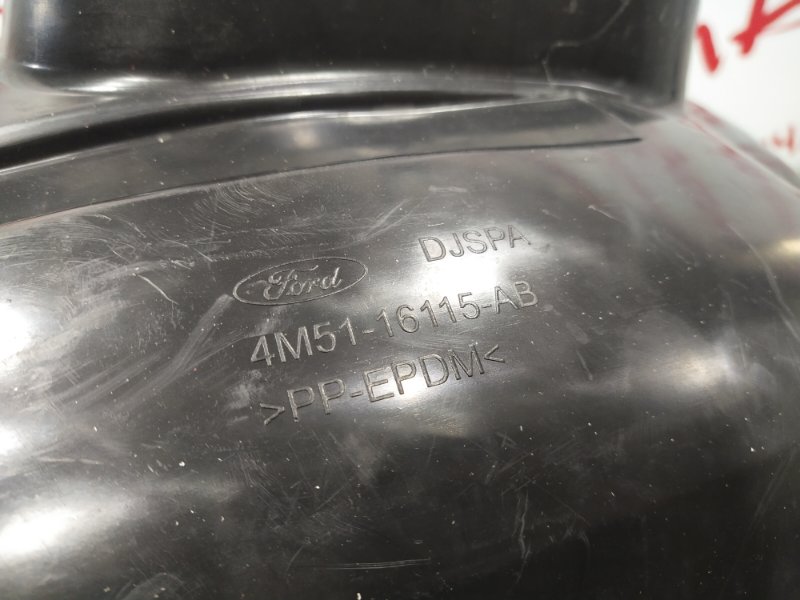 DJSPA
Ford
4M51-16115-AB
>PP-EPDM<